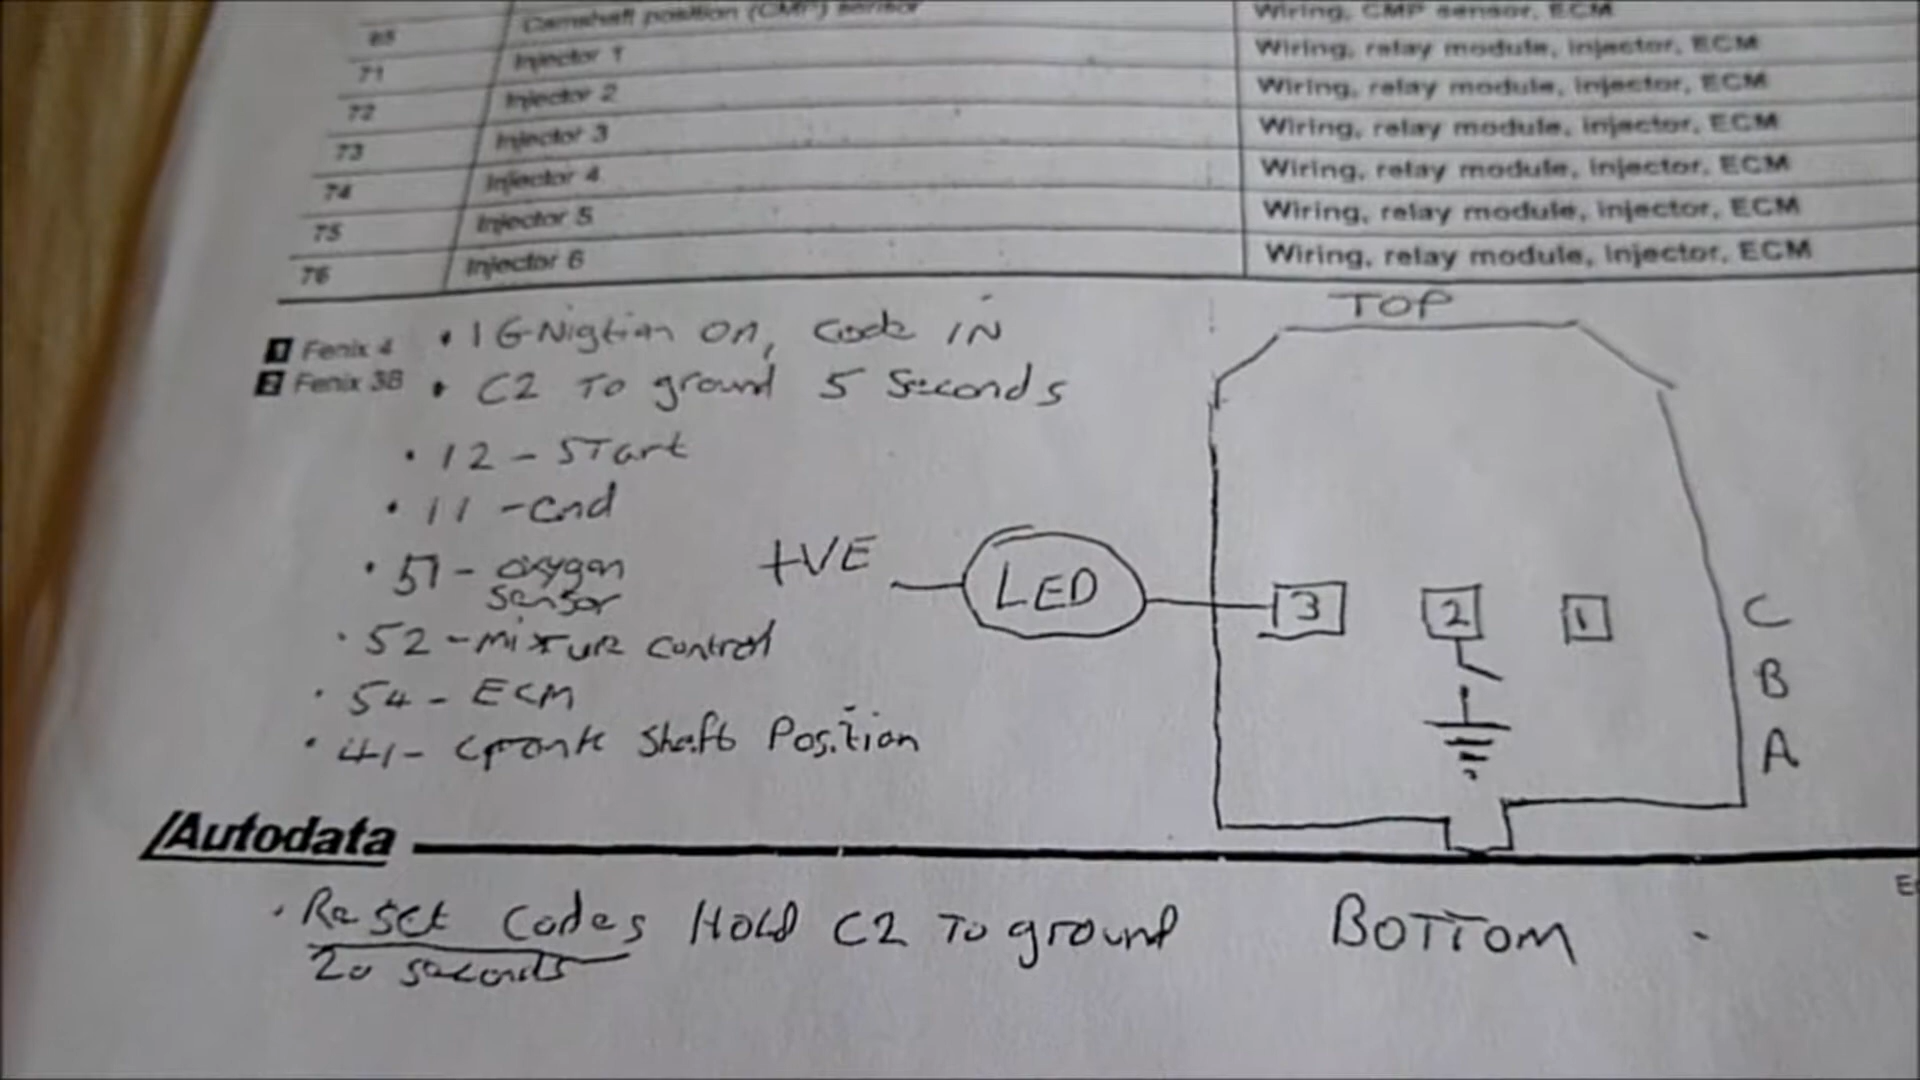 65 Camshaft position (CMP) sensor Wiring, CMP sensor, ECM
71 Injector 1 Wiring, relay module, injector, ECM
72 Injector 2 Wiring, relay module, injector, ECM
73 Injector 3 Wiring, relay module, injector, ECM
74 Injector 4 Wiring, relay module, injector, ECM
75 Injector 5 Wiring, relay module, injector, ECM
76 Injector 6 Wiring, relay module, injector, ECM
1 Fenix 4
2 Fenix 3B
• IGNigtion ON, Code IN
• C2 To ground 5 Seconds
• 12 - START
• 11 - End
• 51 - oxygen
sensor
• 52 - mixture control
• 54 - ECM
• 41 - Crank Shaft Position
TOP
+VE LED 3 2 1 C
B
A
Autodata
• Reset Codes Hold C2 To ground
20 seconds
BOTTOM